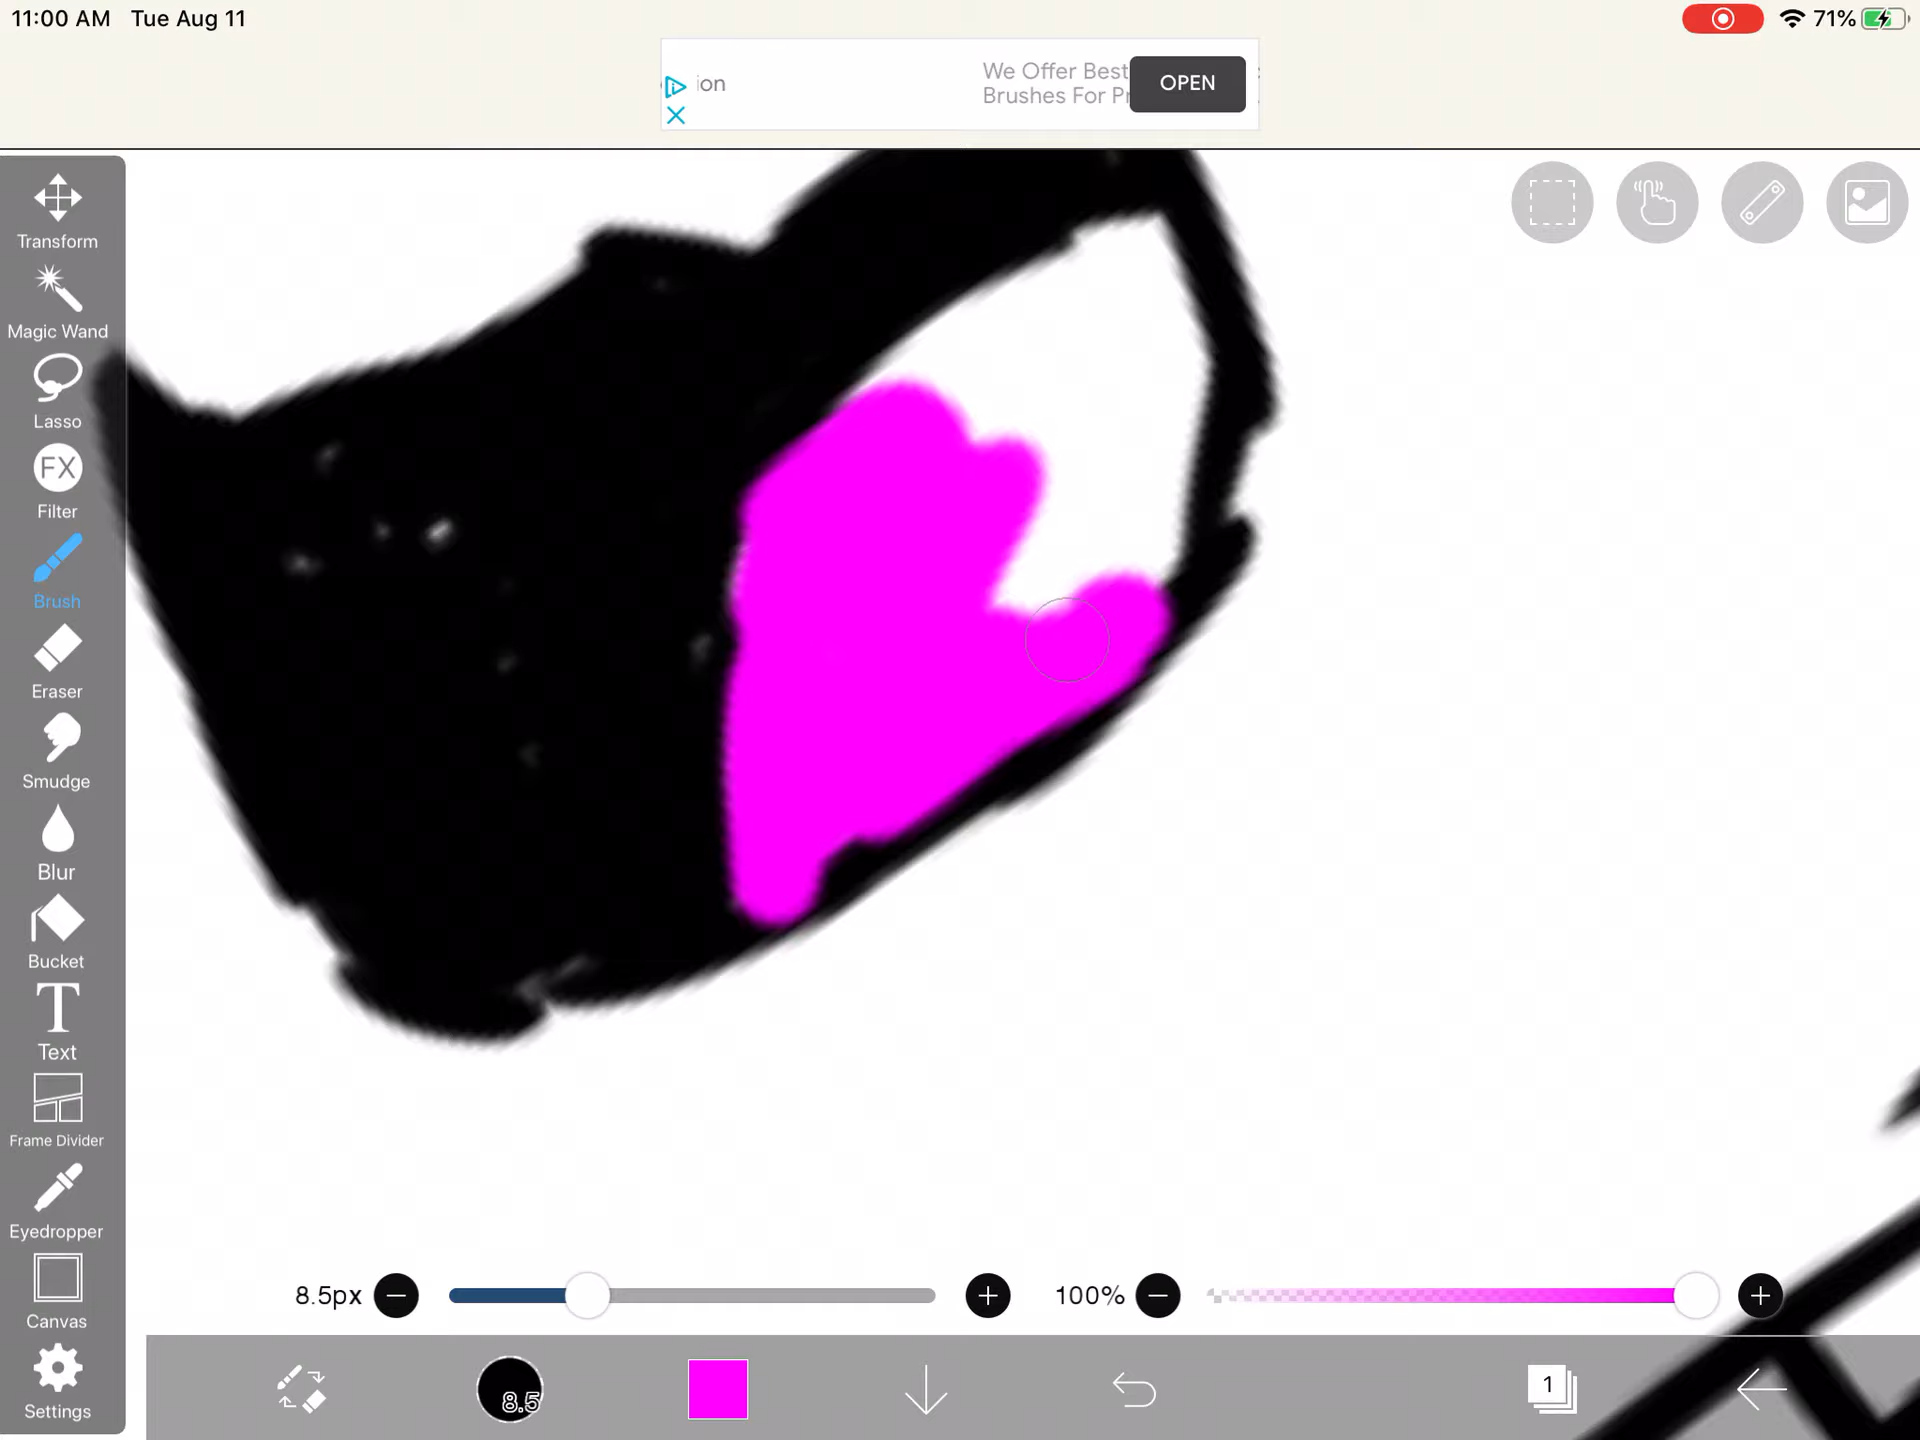 11:00 AM Tue Aug 11
71%
ion
We Offer Best
Brushes For Pr
OPEN
Transform
Magic Wand
Lasso
FX
Filter
Brush
Eraser
Smudge
Blur
Bucket
T
Text
Frame Divider
Eyedropper
Canvas
Settings
8.5px
100%
8.5
1